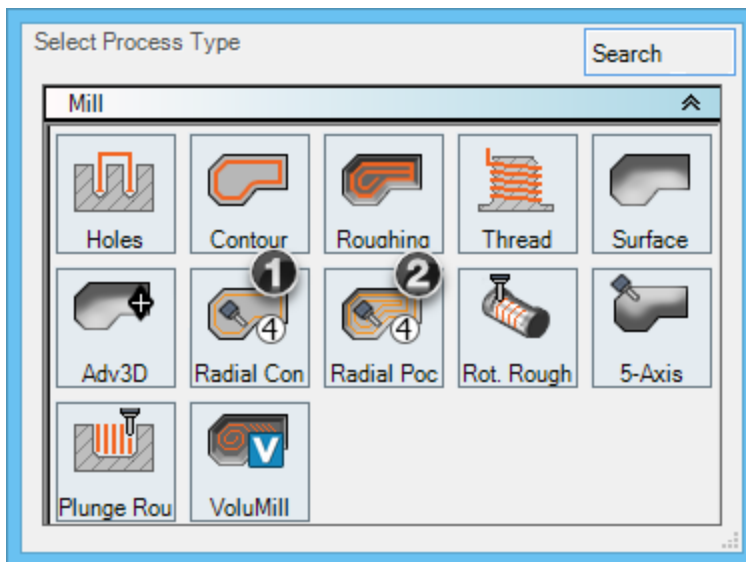 Select Process Type
Search
Mill
Holes
Contour
Roughing
Thread
Surface
1
2
4
4
Adv3D
Radial Con
Radial Poc
Rot. Rough
5-Axis
V
Plunge Rou
VoluMill